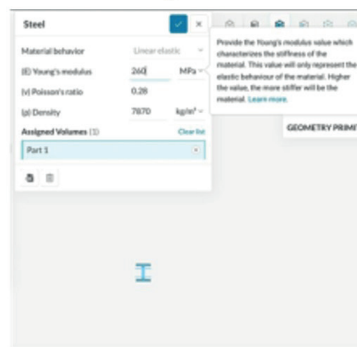 Steel
Material behavior Linear elastic
(E) Young's modulus 260 MPa
(ν) Poisson's ratio 0.28
(ρ) Density 7870 kg/m³
Assigned Volumes (1) Clear list
Part 1
Provide the Young's modulus value which
characterizes the stiffness of the
material. This value will only represent the
elastic behaviour of the material. Higher
the value, the more stiffer will be the
material. Learn more.
GEOMETRY PRIMI